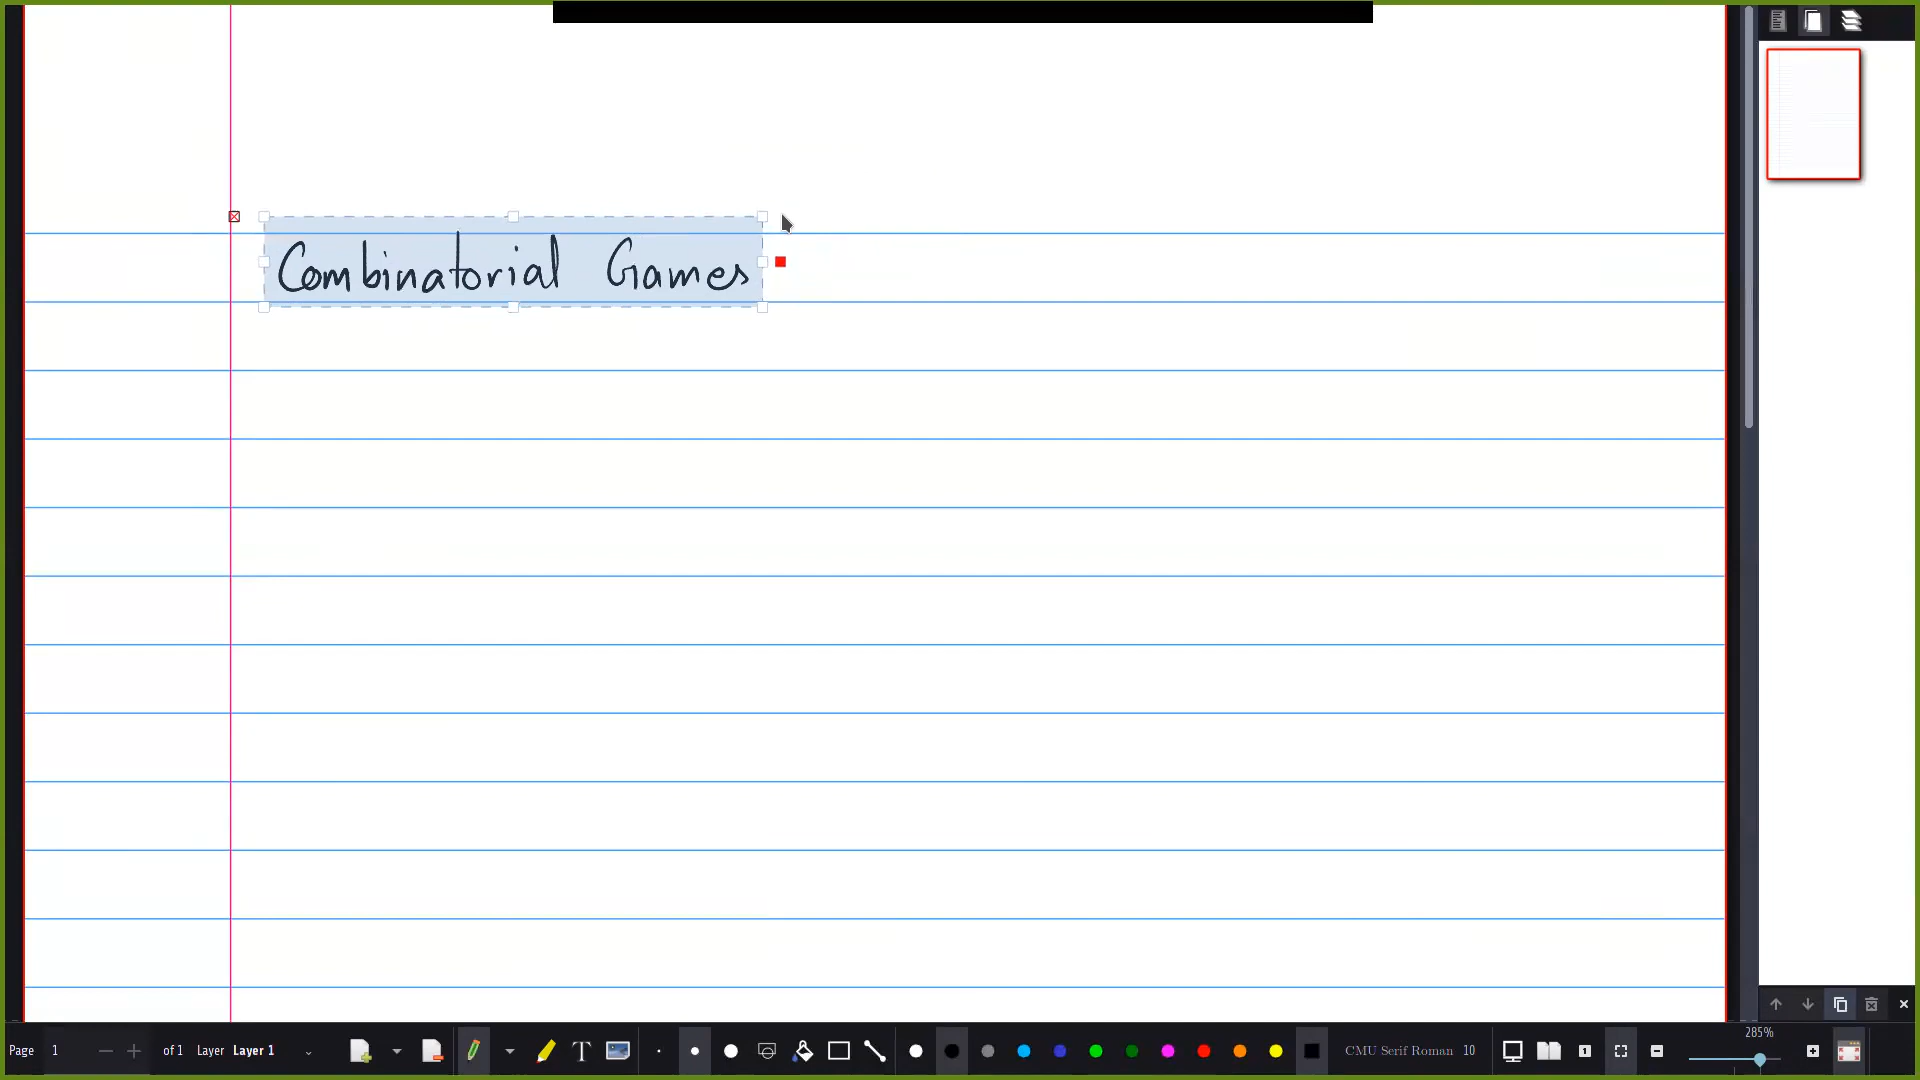 Combinatorial Games
285%
Page 1 of 1 Layer Layer 1 CMU Serif Roman 10